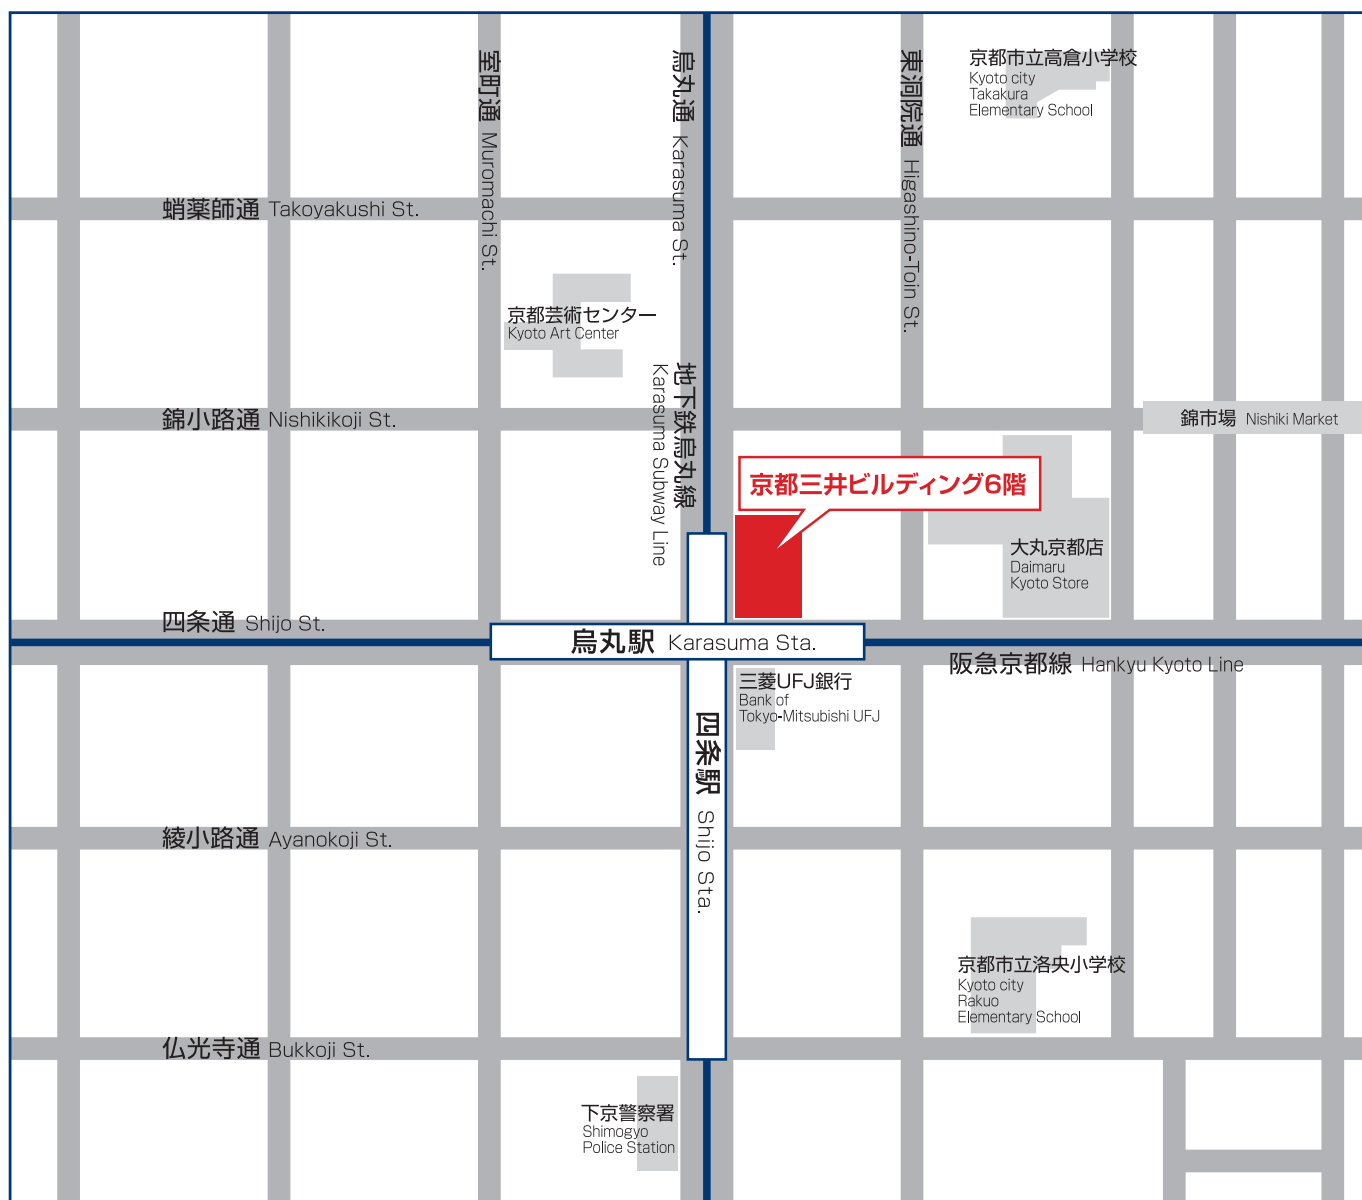 室町通 Muromachi St.
烏丸通 Karasuma St.
東洞院通 Higashino-Toin St.
京都市立高倉小学校
Kyoto city
Takakura
Elementary School
蛸薬師通 Takoyakushi St.
京都芸術センター
Kyoto Art Center
地下鉄烏丸線
Karasuma Subway Line
錦小路通 Nishikikoji St.
錦市場 Nishiki Market
京都三井ビルディング6階
大丸京都店
Daimaru
Kyoto Store
四条通 Shijo St.
烏丸駅 Karasuma Sta.
阪急京都線 Hankyu Kyoto Line
三菱UFJ銀行
Bank of
Tokyo-Mitsubishi UFJ
四条駅 Shijo Sta.
綾小路通 Ayanokoji St.
京都市立洛央小学校
Kyoto city
Rakuo
Elementary School
仏光寺通 Bukkoji St.
下京警察署
Shimogyo
Police Station